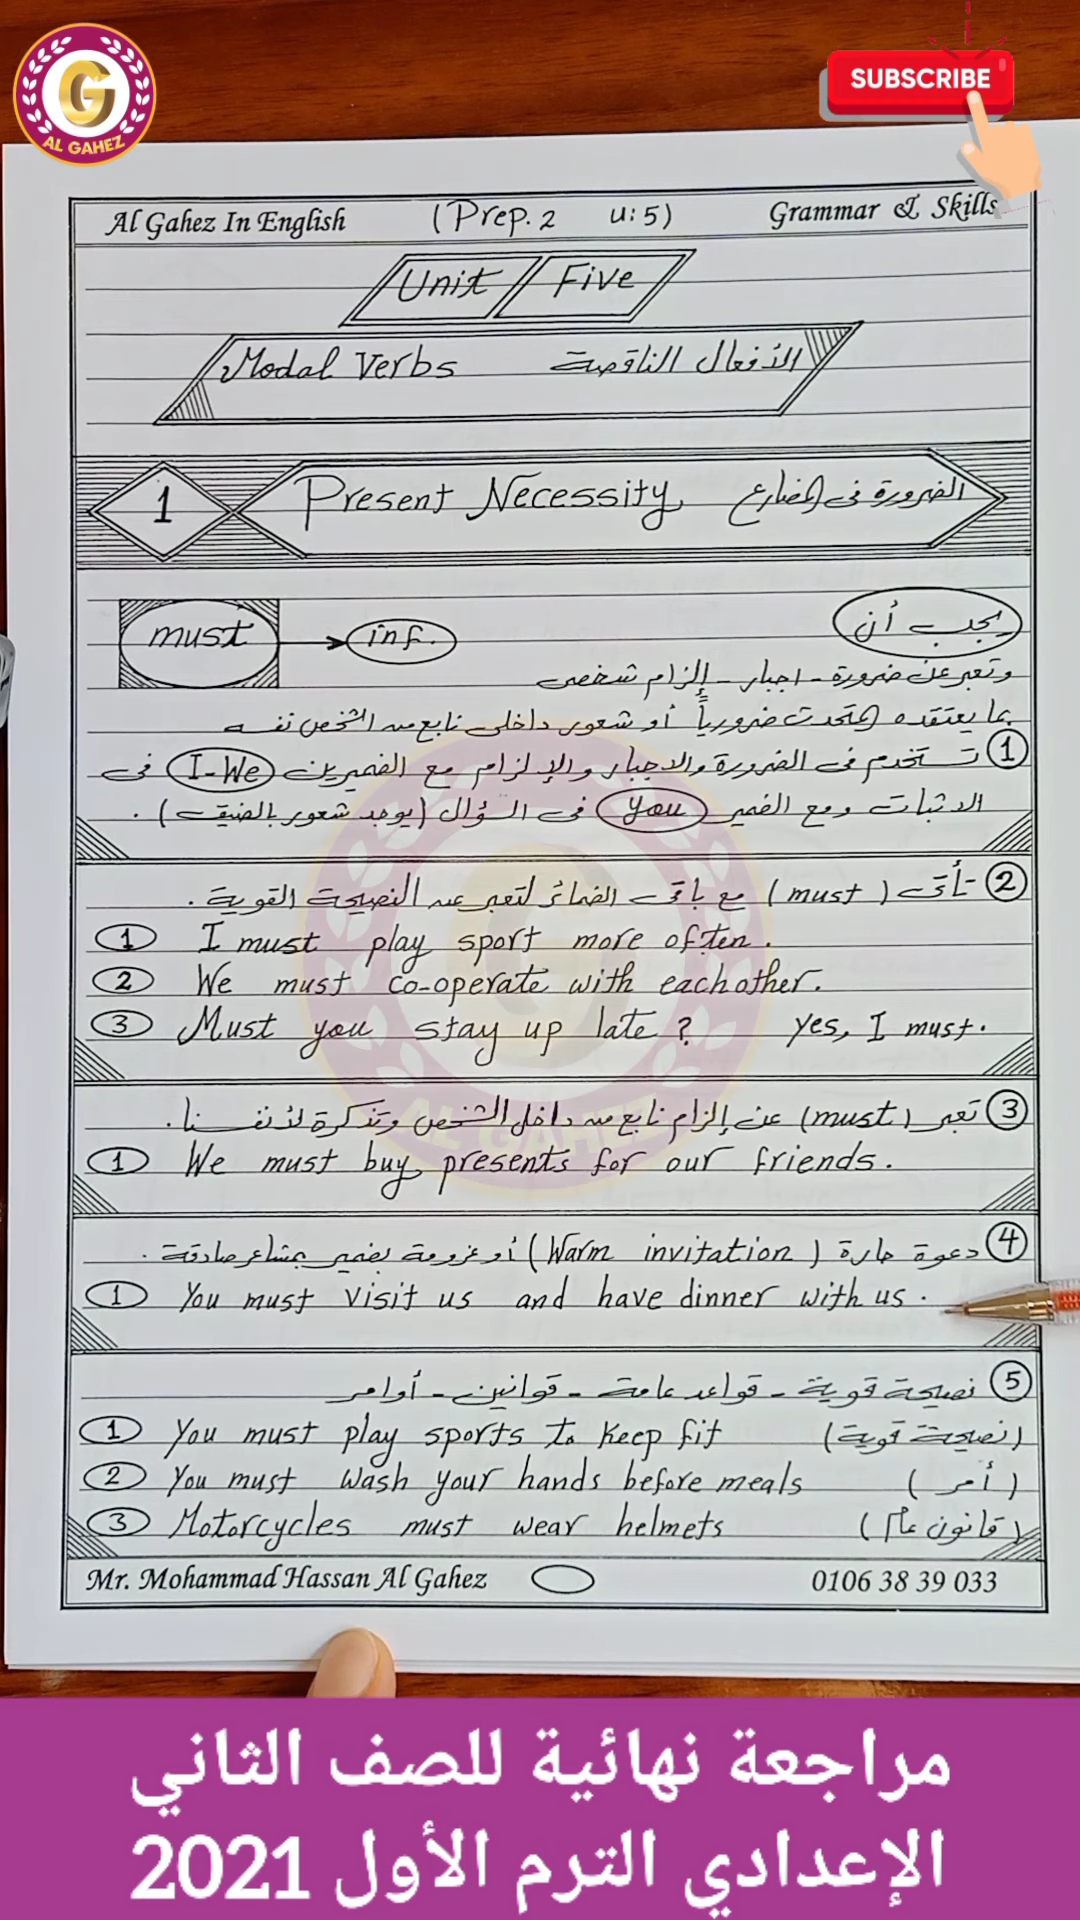 G
AL GAHEZ
SUBSCRIBE
Al Gahez In English (Prep. 2 u: 5) Grammar & Skills
Unit Five
Modal Verbs الأفعال الناقصة
1 Present Necessity الضرورة فى المضارع
must inf. يجب أن
وتعبر عن ضرورة - اجبار - إلزام شخصى
بما يعتقده المتحدث ضرورياً أو شعور داخلى نابع من الشخص نفسه
① تستخدم فى الضرورة والاجبار والإلزام مع الضميرين (I-We) فى
الاثبات ومع الضمير (you) فى السؤال (يوجد شعور بالضيق) .
② تأتى (must) مع باقى الضمائر لتعبر عن النصيحة القوية .
① I must play sport more often.
② We must co-operate with eachother.
③ Must you stay up late? yes, I must.
③ تعبر (must) عن إلزام نابع من داخل الشخص وتذكرة لأنفسنا.
① We must buy presents for our friends.
④ دعوة حارة (Warm invitation) أو عزومة بمشاعر صادقة .
① You must visit us and have dinner with us.
⑤ نصيحة قوية - قواعد عامة - قوانين - أوامر
① You must play sports to keep fit (نصيحة قوية)
② You must wash your hands before meals (أمر)
③ Motorcycles must wear helmets (قانون عام)
Mr. Mohammad Hassan Al Gahez 0106 38 39 033
مراجعة نهائية للصف الثاني
الإعدادي الترم الأول 2021